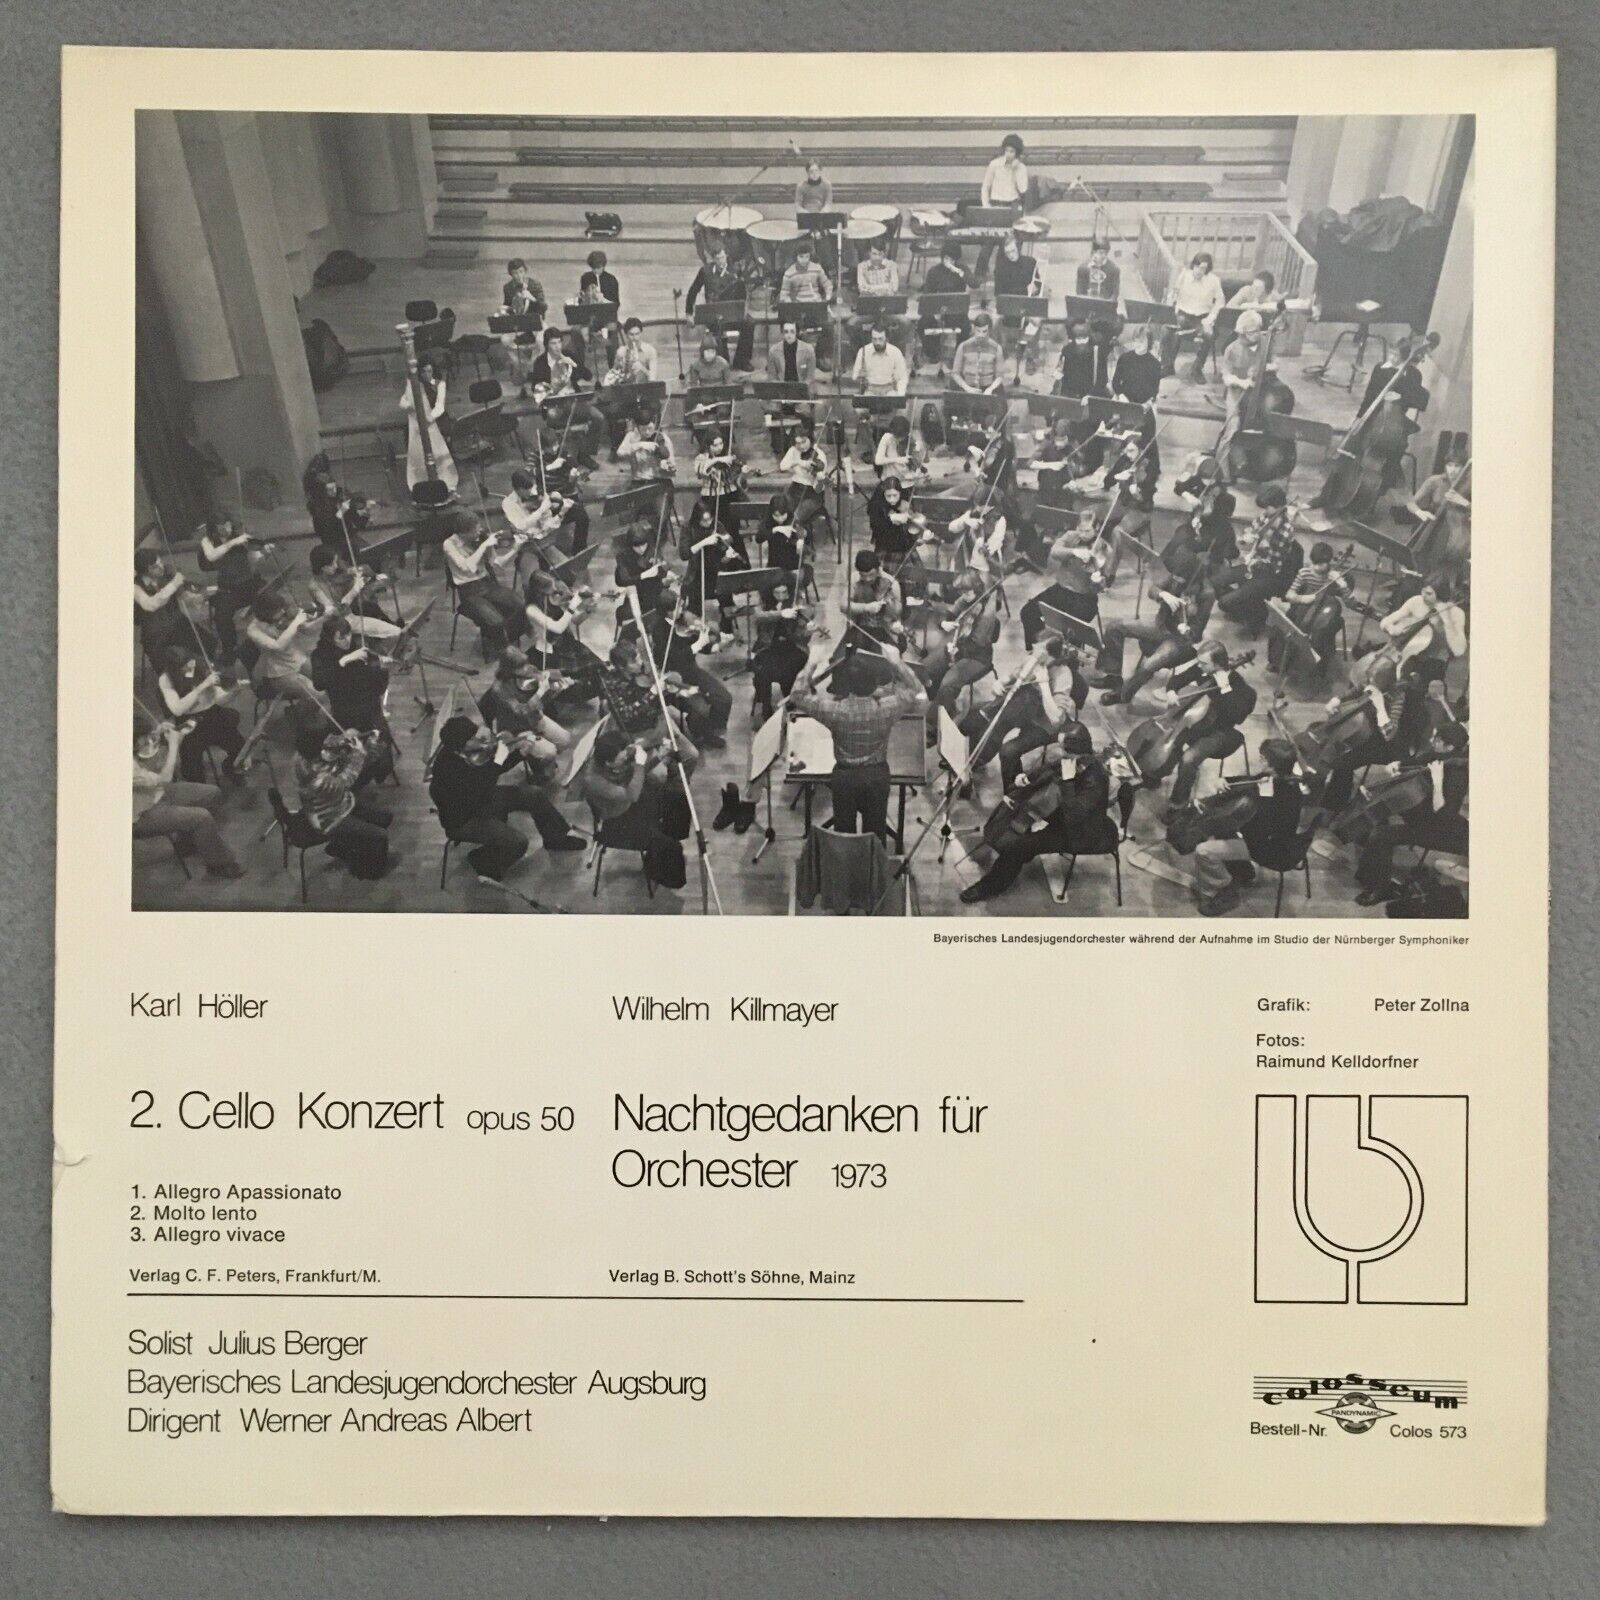 Bayerisches Landesjugendorchester während der Aufnahme im Studio der Nürnberger Symphoniker
Karl Höller
2. Cello Konzert opus 50
1. Allegro Apassionato
2. Molto lento
3. Allegro vivace
Verlag C. F. Peters, Frankfurt/M.
Wilhelm Killmayer
Nachtgedanken für
Orchester 1973
Verlag B. Schott's Söhne, Mainz
Solist Julius Berger
Bayerisches Landesjugendorchester Augsburg
Dirigent Werner Andreas Albert
Grafik: Peter Zollna
Fotos:
Raimund Kelldorfner
colosseum
PANDYNAMIC
Bestell-Nr. Colos 573